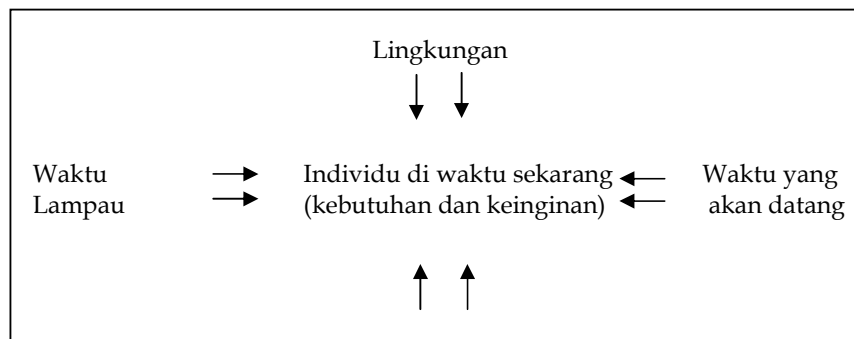 Lingkungan
Waktu Individu di waktu sekarang Waktu yang
Lampau (kebutuhan dan keinginan) akan datang